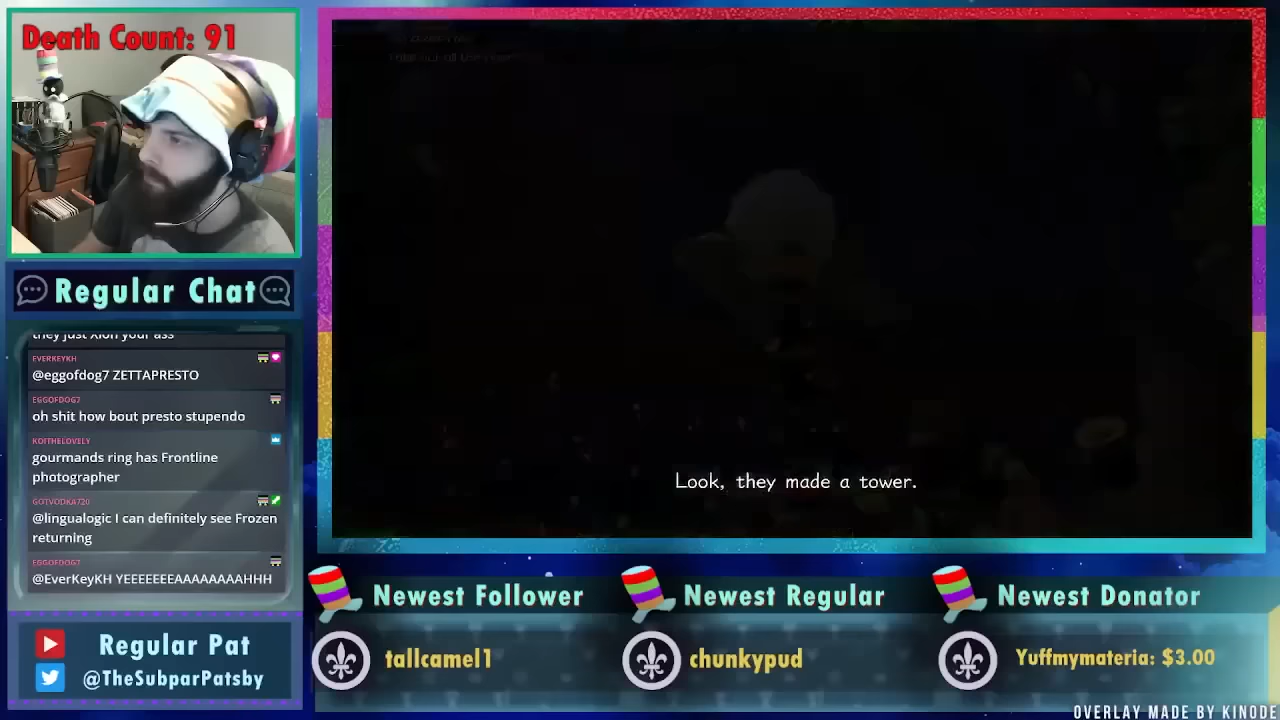 Death Count: 91
Regular Chat
they just Xion your ass
EVERKEYKH
@eggofdog7 ZETTAPRESTO
EGGOFDOG7
oh shit how bout presto stupendo
KOITHELOVELY
gourmands ring has Frontline
photographer
GOTVODKA720
@lingualogic I can definitely see Frozen
returning
EGGOFDOG7
@EverKeyKH YEEEEEEEAAAAAAAAHHH
Regular Pat
@TheSubparPatsby
Look, they made a tower.
Newest Follower
tallcamel1
Newest Regular
chunkypud
Newest Donator
Yuffmymateria: $3.00
OVERLAY MADE BY KINODE